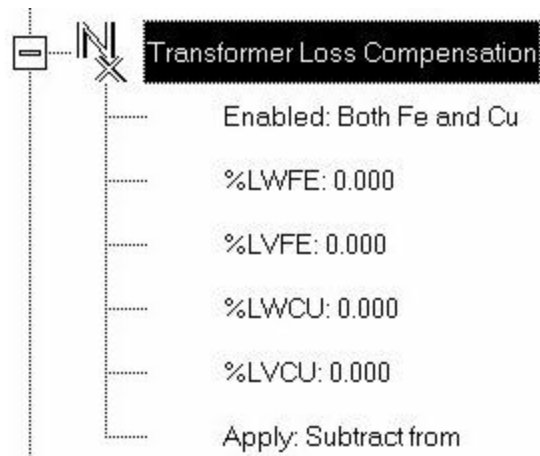 Transformer Loss Compensation
Enabled: Both Fe and Cu
%LWFE: 0.000
%LVFE: 0.000
%LWCU: 0.000
%LVCU: 0.000
Apply: Subtract from